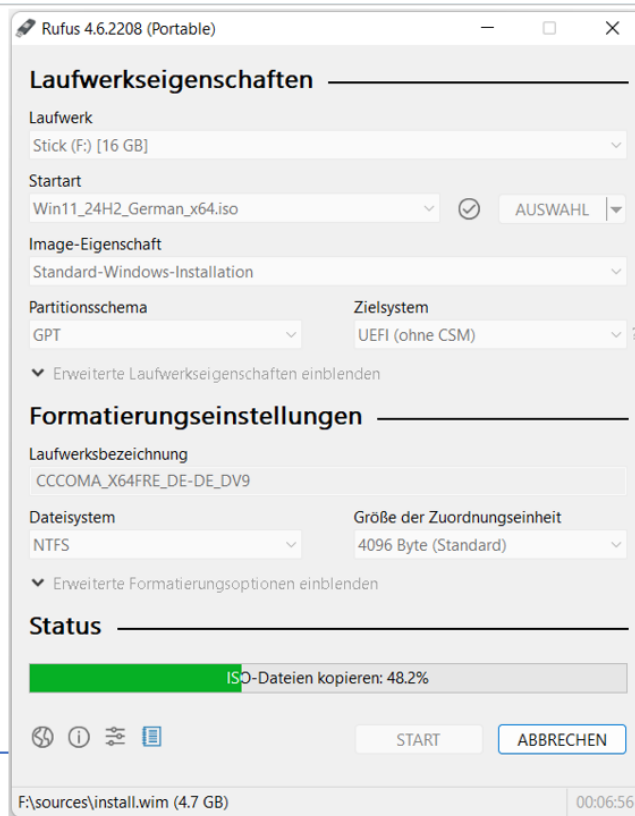 Rufus 4.6.2208 (Portable)
Laufwerkseigenschaften
Laufwerk
Stick (F:) [16 GB]
Startart
Win11_24H2_German_x64.iso
AUSWAHL
Image-Eigenschaft
Standard-Windows-Installation
Partitionsschema
Zielsystem
GPT
UEFI (ohne CSM)
?
Erweiterte Laufwerkseigenschaften einblenden
Formatierungseinstellungen
Laufwerksbezeichnung
CCCOMA_X64FRE_DE-DE_DV9
Dateisystem
Größe der Zuordnungseinheit
NTFS
4096 Byte (Standard)
Erweiterte Formatierungsoptionen einblenden
Status
ISO-Dateien kopieren: 48.2%
START
ABBRECHEN
F:\sources\install.wim (4.7 GB)
00:06:56